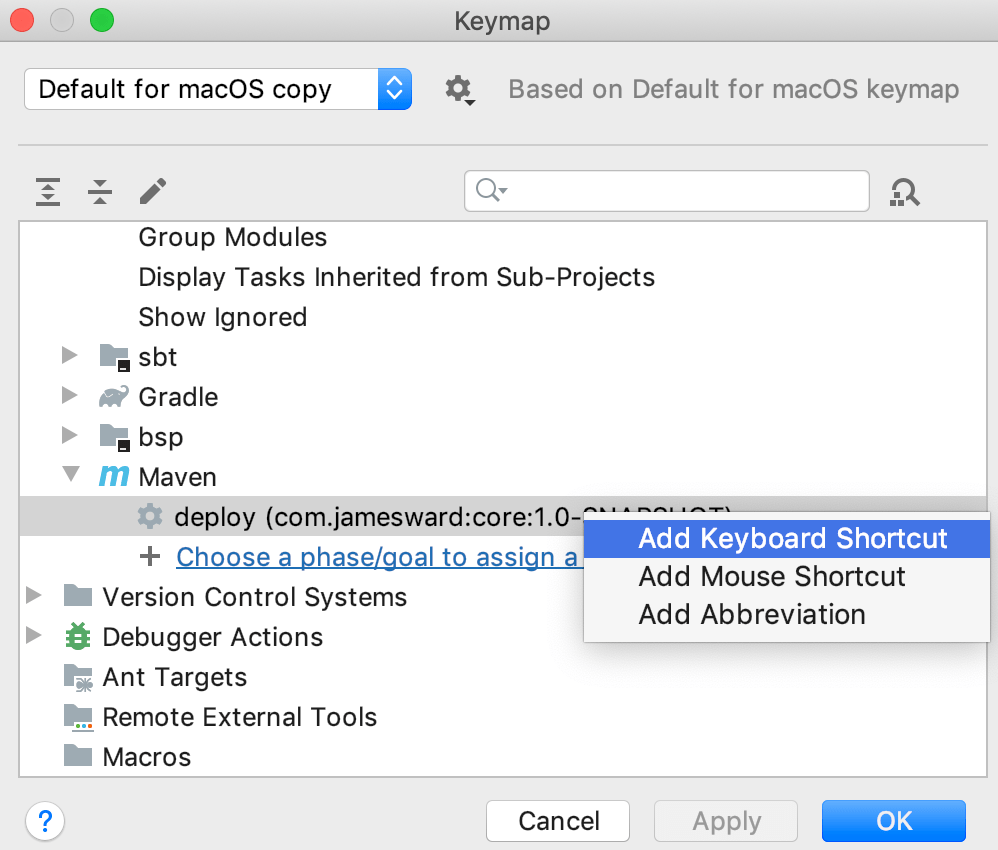 Keymap
Default for macOS copy
Based on Default for macOS keymap
Group Modules
Display Tasks Inherited from Sub-Projects
Show Ignored
sbt
Gradle
bsp
m Maven
deploy (com.jamesward:core:1.0-SNAPSHOT)
Add Keyboard Shortcut
Choose a phase/goal to assign a
Add Mouse Shortcut
Version Control Systems
Add Abbreviation
Debugger Actions
Ant Targets
Remote External Tools
Macros
?
Cancel
Apply
OK